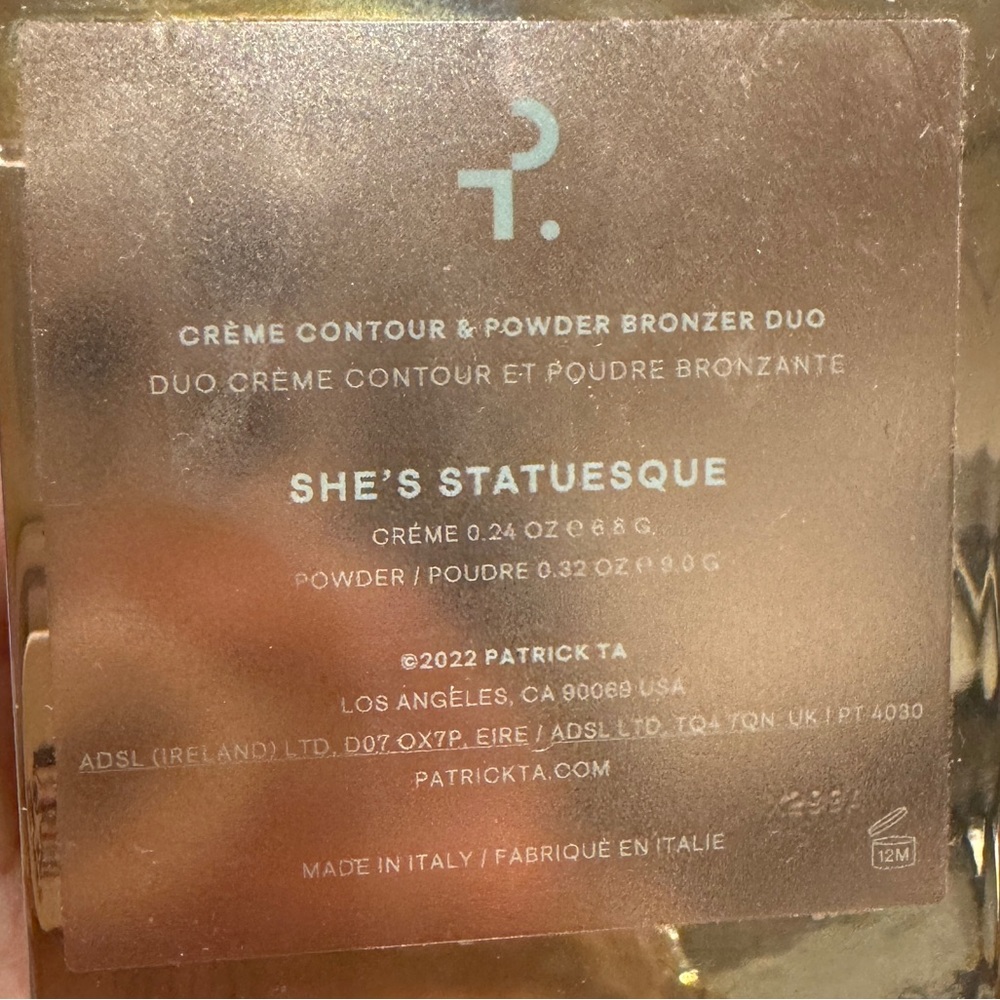 PT.
CRÈME CONTOUR & POWDER BRONZER DUO
DUO CRÈME CONTOUR ET POUDRE BRONZANTE
SHE'S STATUESQUE
CRÉME 0.24 OZ ℮ 6.8 G.
POWDER / POUDRE 0.32 OZ ℮ 9.0 G
©2022 PATRICK TA
LOS ANGELES, CA 90069 USA
ADSL (IRELAND) LTD, D07 OX7P, EIRE / ADSL LTD, TQ4 7QN UK | PT 4030
PATRICKTA.COM
MADE IN ITALY / FABRIQUÉ EN ITALIE
12M